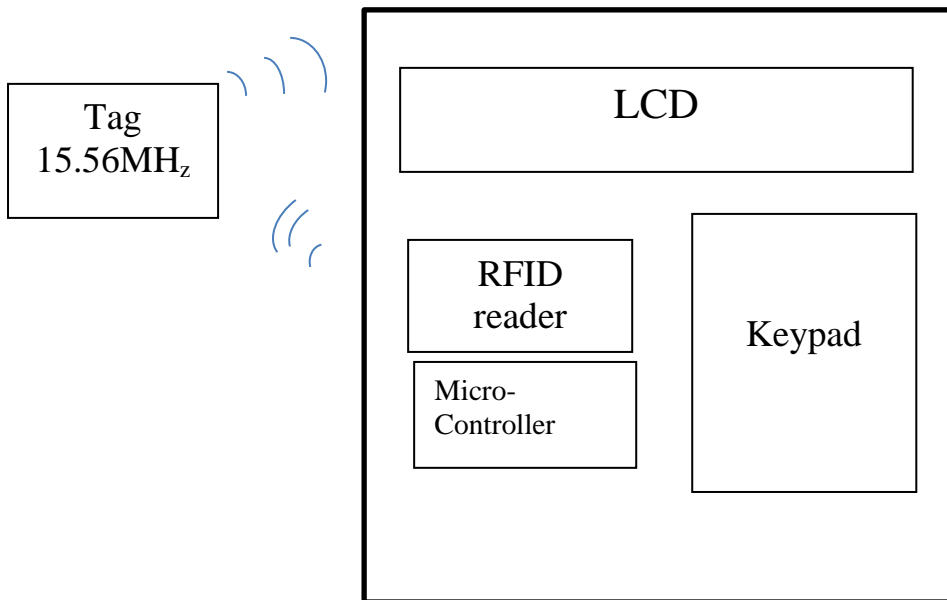 Tag
15.56MHz
LCD
RFID
reader
Micro-
Controller
Keypad